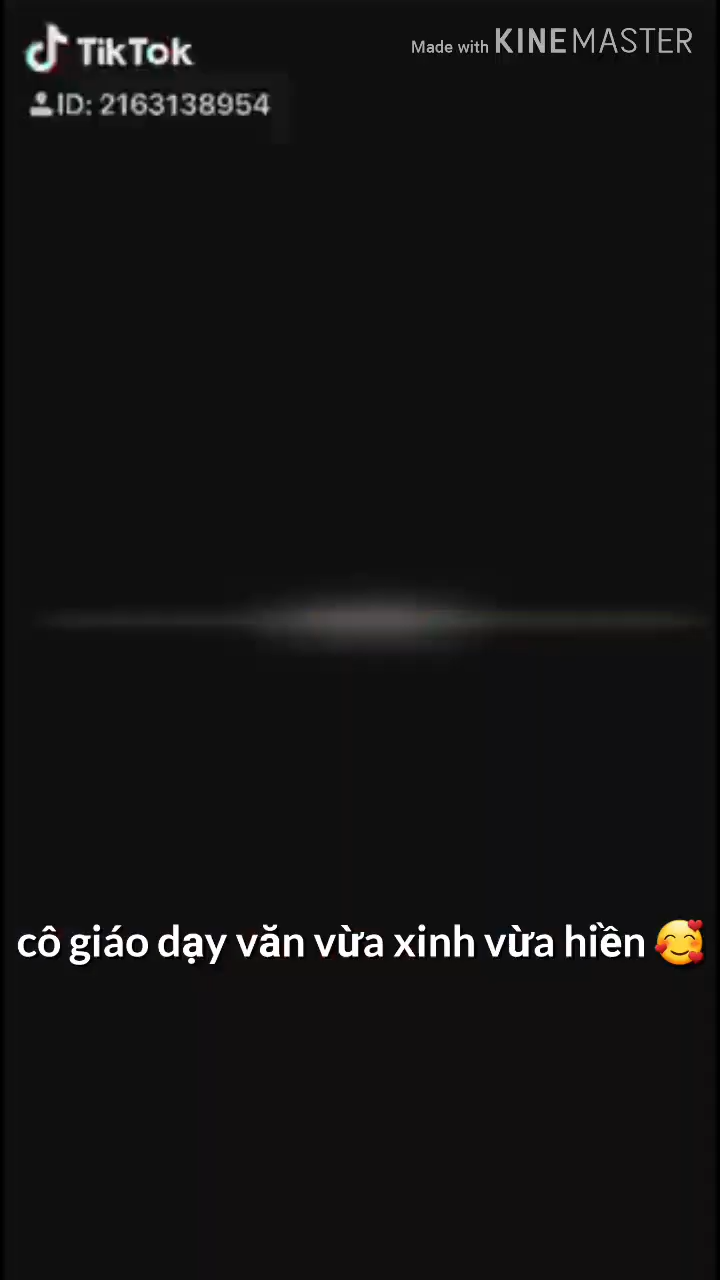 TikTok
Made with KINEMASTER
ID: 2163138954
cô giáo dạy văn vừa xinh vừa hiền 🥰